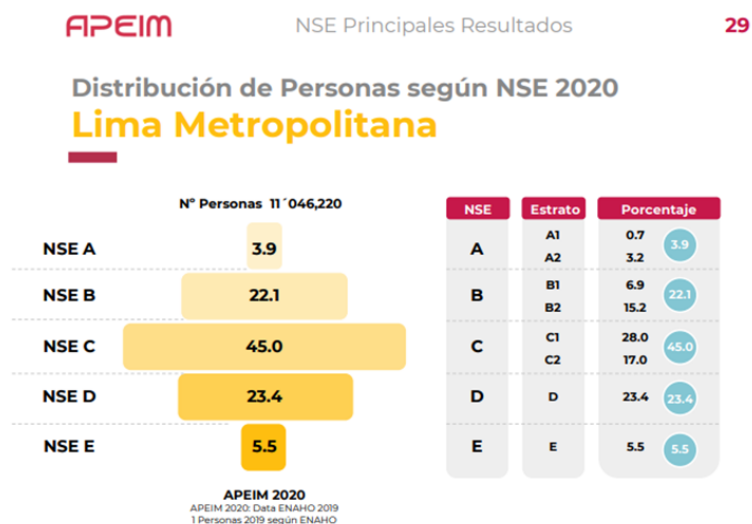 APEIM NSE Principales Resultados 29
Distribución de Personas según NSE 2020
Lima Metropolitana
Nº Personas 11´046,220
NSE A 3.9
NSE B 22.1
NSE C 45.0
NSE D 23.4
NSE E 5.5
APEIM 2020
APEIM 2020: Data ENAHO 2019
1 Personas 2019 según ENAHO
NSE Estrato Porcentaje
A A1 0.7 3.9
A2 3.2
B B1 6.9 22.1
B2 15.2
C C1 28.0 45.0
C2 17.0
D D 23.4 23.4
E E 5.5 5.5